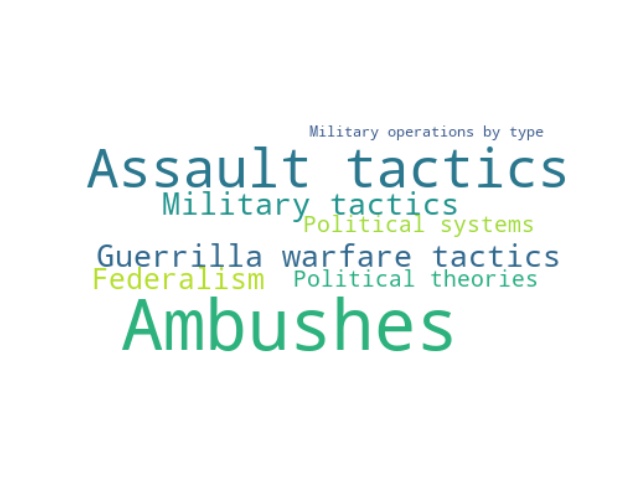 Military operations by type
Assault tactics
Military tactics
Political systems
Guerrilla warfare tactics
Federalism
Political theories
Ambushes